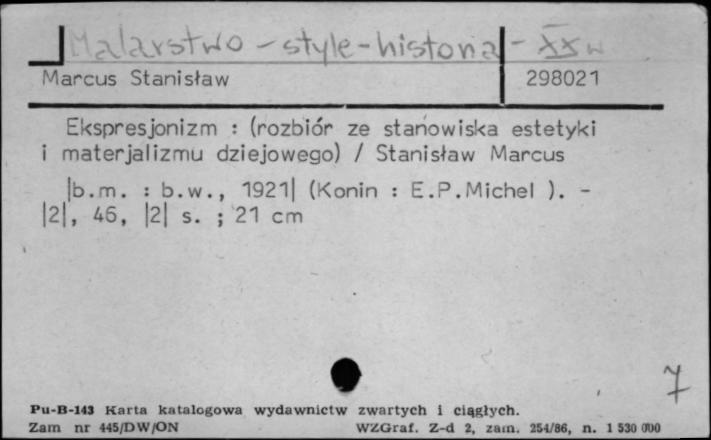 Malarstwo - style - historia - XX w.
Marcus Stanisław 298021
Ekspresjonizm : (rozbiór ze stanowiska estetyki
i materjalizmu dziejowego) / Stanisław Marcus
|b.m. : b.w., 1921| (Konin : E.P.Michel ). -
|2|, 46, |2| s. ; 21 cm
7
Pu-B-143 Karta katalogowa wydawnictw zwartych i ciągłych.
Zam nr 445/DW/ON WZGraf. Z-d 2, zam. 254/86, n. 1 530 000